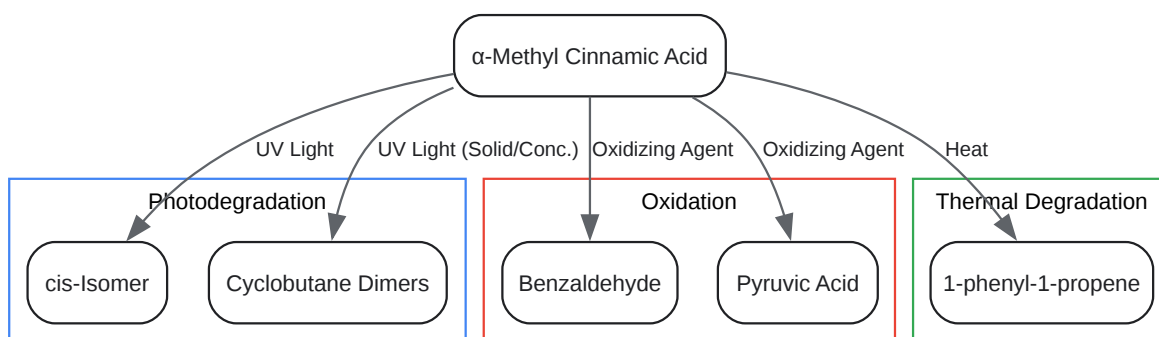 α-Methyl Cinnamic Acid
UV Light
UV Light (Solid/Conc.)
Oxidizing Agent
Oxidizing Agent
Heat
Photodegradation
Oxidation
Thermal Degradation
cis-Isomer
Cyclobutane Dimers
Benzaldehyde
Pyruvic Acid
1-phenyl-1-propene